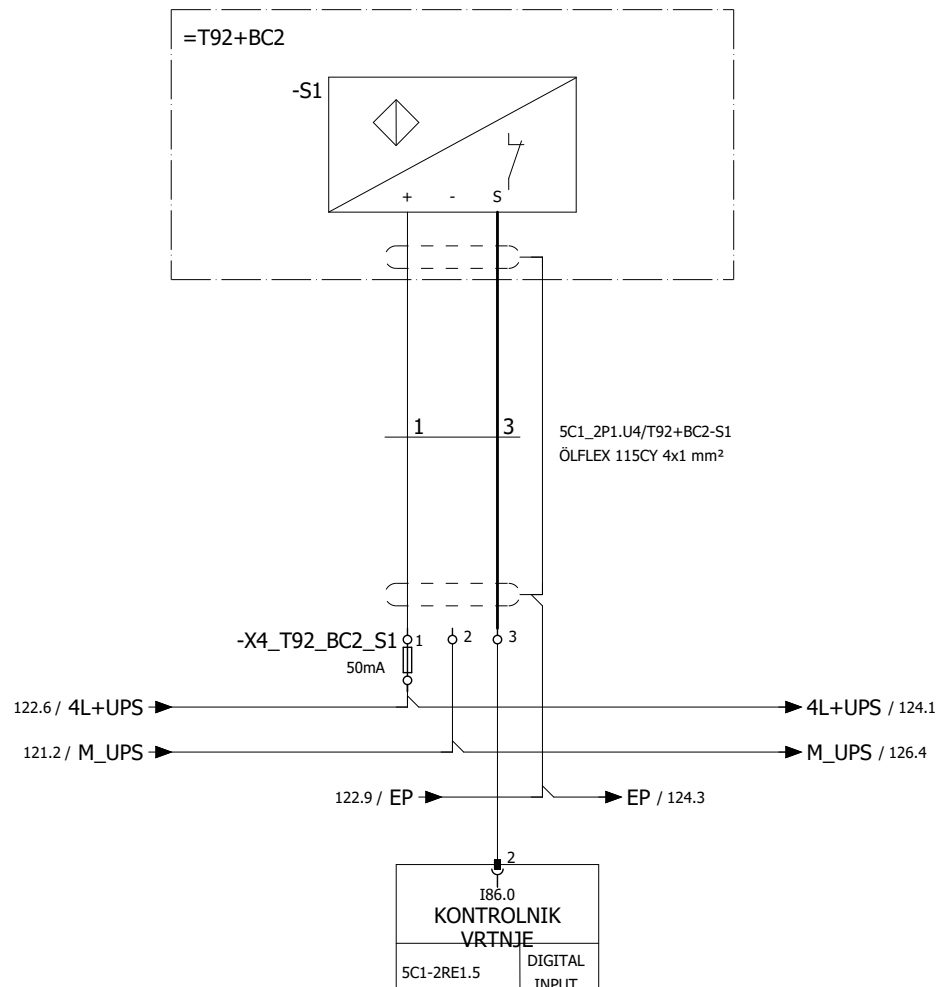 =T92+BC2
-S1
+ - S
1 3
5C1_2P1.U4/T92+BC2-S1
ÖLFLEX 115CY 4x1 mm²
-X4_T92_BC2_S1 1 2 3
50mA
122.6 / 4L+UPS 4L+UPS / 124.1
121.2 / M_UPS M_UPS / 126.4
122.9 / EP EP / 124.3
2
I86.0
KONTROLNIK
VRTNJE
5C1-2RE1.5 DIGITAL
INPUT